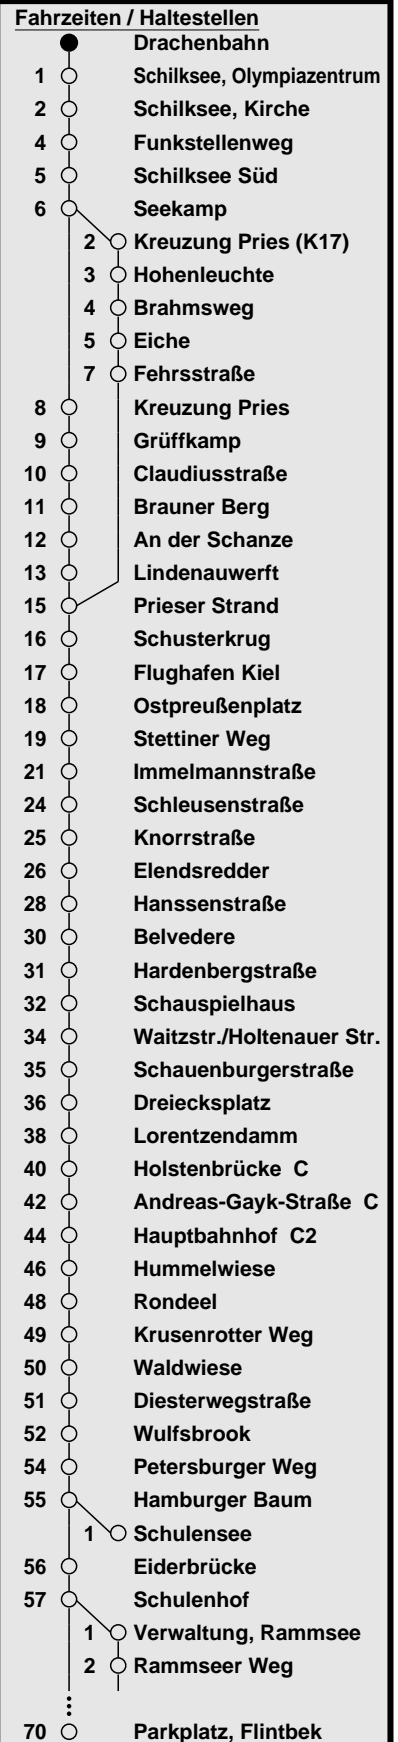 Fahrzeiten / Haltestellen
Drachenbahn
1 Schilksee, Olympiazentrum
2 Schilksee, Kirche
4 Funkstellenweg
5 Schilksee Süd
6 Seekamp
2 Kreuzung Pries (K17)
3 Hohenleuchte
4 Brahmsweg
5 Eiche
7 Fehrsstraße
8 Kreuzung Pries
9 Grüffkamp
10 Claudiusstraße
11 Brauner Berg
12 An der Schanze
13 Lindenauwerft
15 Prieser Strand
16 Schusterkrug
17 Flughafen Kiel
18 Ostpreußenplatz
19 Stettiner Weg
21 Immelmannstraße
24 Schleusenstraße
25 Knorrstraße
26 Elendsredder
28 Hanssenstraße
30 Belvedere
31 Hardenbergstraße
32 Schauspielhaus
34 Waitzstr./Holtenauer Str.
35 Schauenburgerstraße
36 Dreiecksplatz
38 Lorentzendamm
40 Holstenbrücke C
42 Andreas-Gayk-Straße C
44 Hauptbahnhof C2
46 Hummelwiese
48 Rondeel
49 Krusenrotter Weg
50 Waldwiese
51 Diesterwegstraße
52 Wulfsbrook
54 Petersburger Weg
55 Hamburger Baum
1 Schulensee
56 Eiderbrücke
57 Schulenhof
1 Verwaltung, Rammsee
2 Rammseer Weg
70 Parkplatz, Flintbek